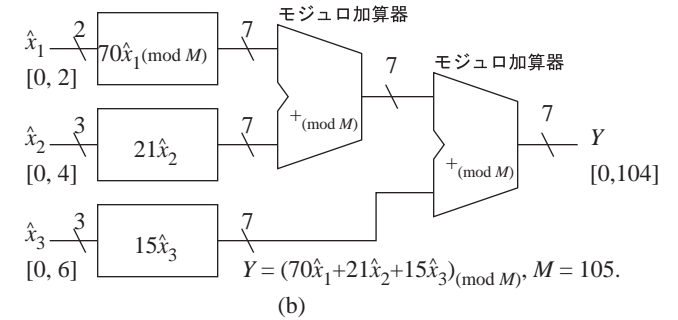 モジュロ加算器
x̂1 2 70x̂1(mod M) 7
[0, 2]
+(mod M)
7
モジュロ加算器
x̂2 3 21x̂2 7
[0, 4]
+(mod M)
7 Y
[0,104]
x̂3 3 15x̂3 7
[0, 6]
Y = (70x̂1+21x̂2+15x̂3)(mod M), M = 105.
(b)